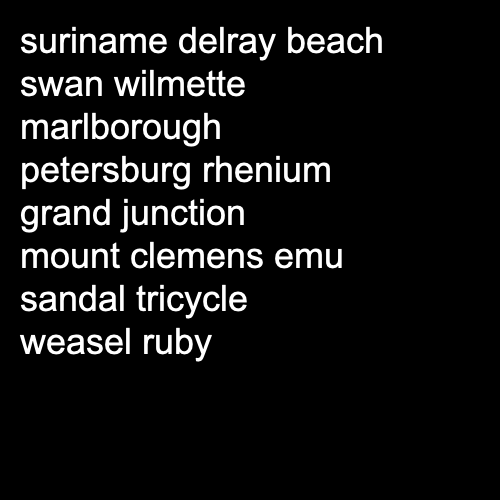 suriname delray beach
swan wilmette
marlborough
petersburg rhenium
grand junction
mount clemens emu
sandal tricycle
weasel ruby